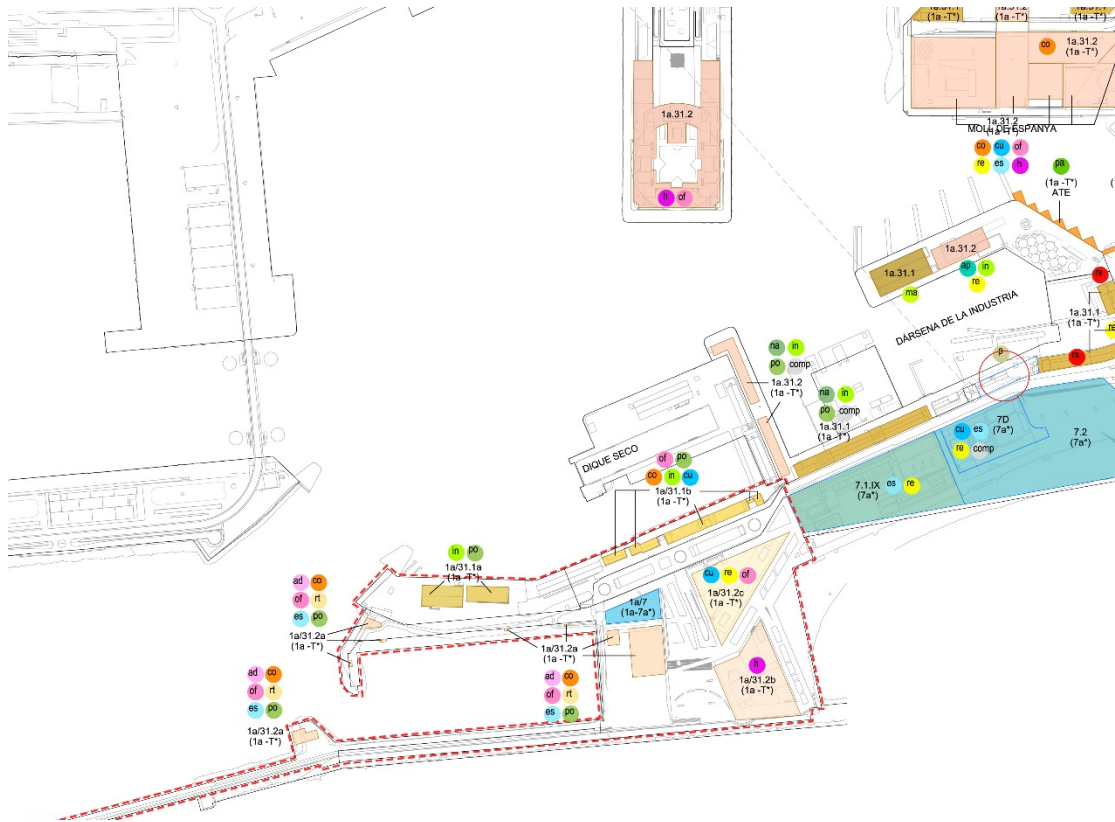 1a.31.1
(1a -T*)
1a.31.2
(1a -T*)
1a.31.1
(1a -T*)
co
1a.31.2
(1a -T*)
1a.31.2
1a.31.2
(1a -T*)
MOLL DE ESPANYA
co cu of
re es h
pa
(1a -T*)
ATE
h of
1a.31.1
1a.31.2
ma
ap in
re
DÁRSENA DE LA INDUSTRIA
1a.31.1
(1a -T*)
re
p
na in
po comp
1a.31.2
(1a -T*)
na in
po comp
1a.31.1
(1a -T*)
DIQUE SECO
of po
co in cu
1a/31.1b
(1a -T*)
cu es
re comp
7D
(7a*)
7.2
(7a*)
7.1.IX
(7a*)
es re
in po
1a/31.1a
(1a -T*)
cu re of
1a/31.2c
(1a -T*)
1a/7
(1a-7a*)
ad co
of rt
es po
1a/31.2a
(1a -T*)
1a/31.2a
(1a -T*)
h
1a/31.2b
(1a -T*)
ad co
of rt
es po
1a/31.2a
(1a -T*)
ad co
of rt
es po